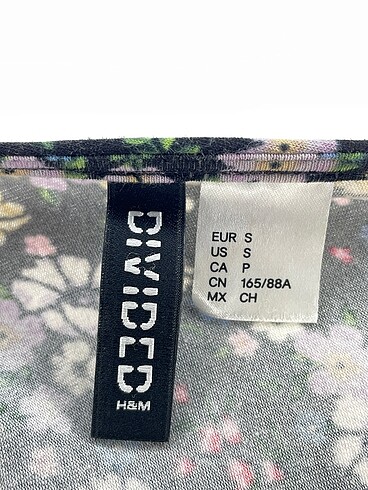 DIVIDED
H&M
EUR S
US S
CA P
CN 165/88A
MX CH